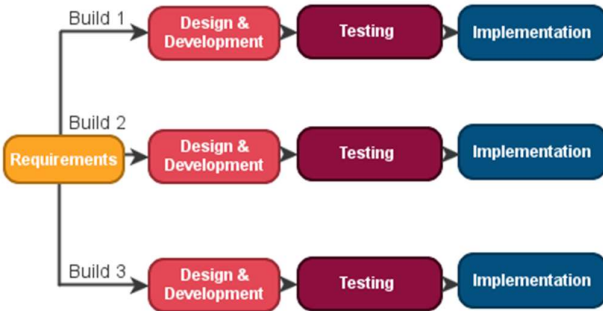 Build 1
Design &
Development
Testing
Implementation
Build 2
Requirements
Design &
Development
Testing
Implementation
Build 3
Design &
Development
Testing
Implementation